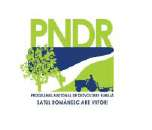 PNDR
PROGRAMUL NAȚIONAL DE DEZVOLTARE RURALĂ
SATUL ROMÂNESC ARE VIITOR!